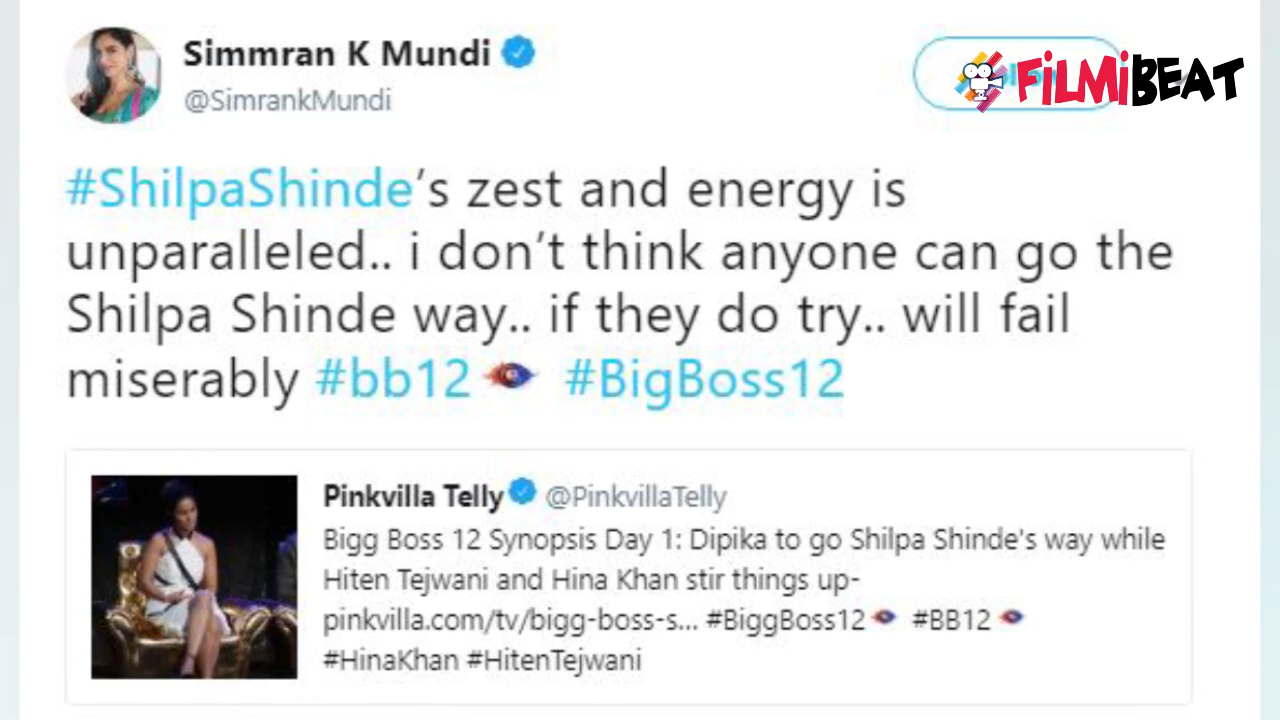 Simmran K Mundi
@SimrankMundi
FiLMiBEAT
#ShilpaShinde’s zest and energy is
unparalleled.. i don’t think anyone can go the
Shilpa Shinde way.. if they do try.. will fail
miserably #bb12 #BigBoss12
Pinkvilla Telly @PinkvillaTelly
Bigg Boss 12 Synopsis Day 1: Dipika to go Shilpa Shinde's way while
Hiten Tejwani and Hina Khan stir things up-
pinkvilla.com/tv/bigg-boss-s... #BiggBoss12 #BB12
#HinaKhan #HitenTejwani